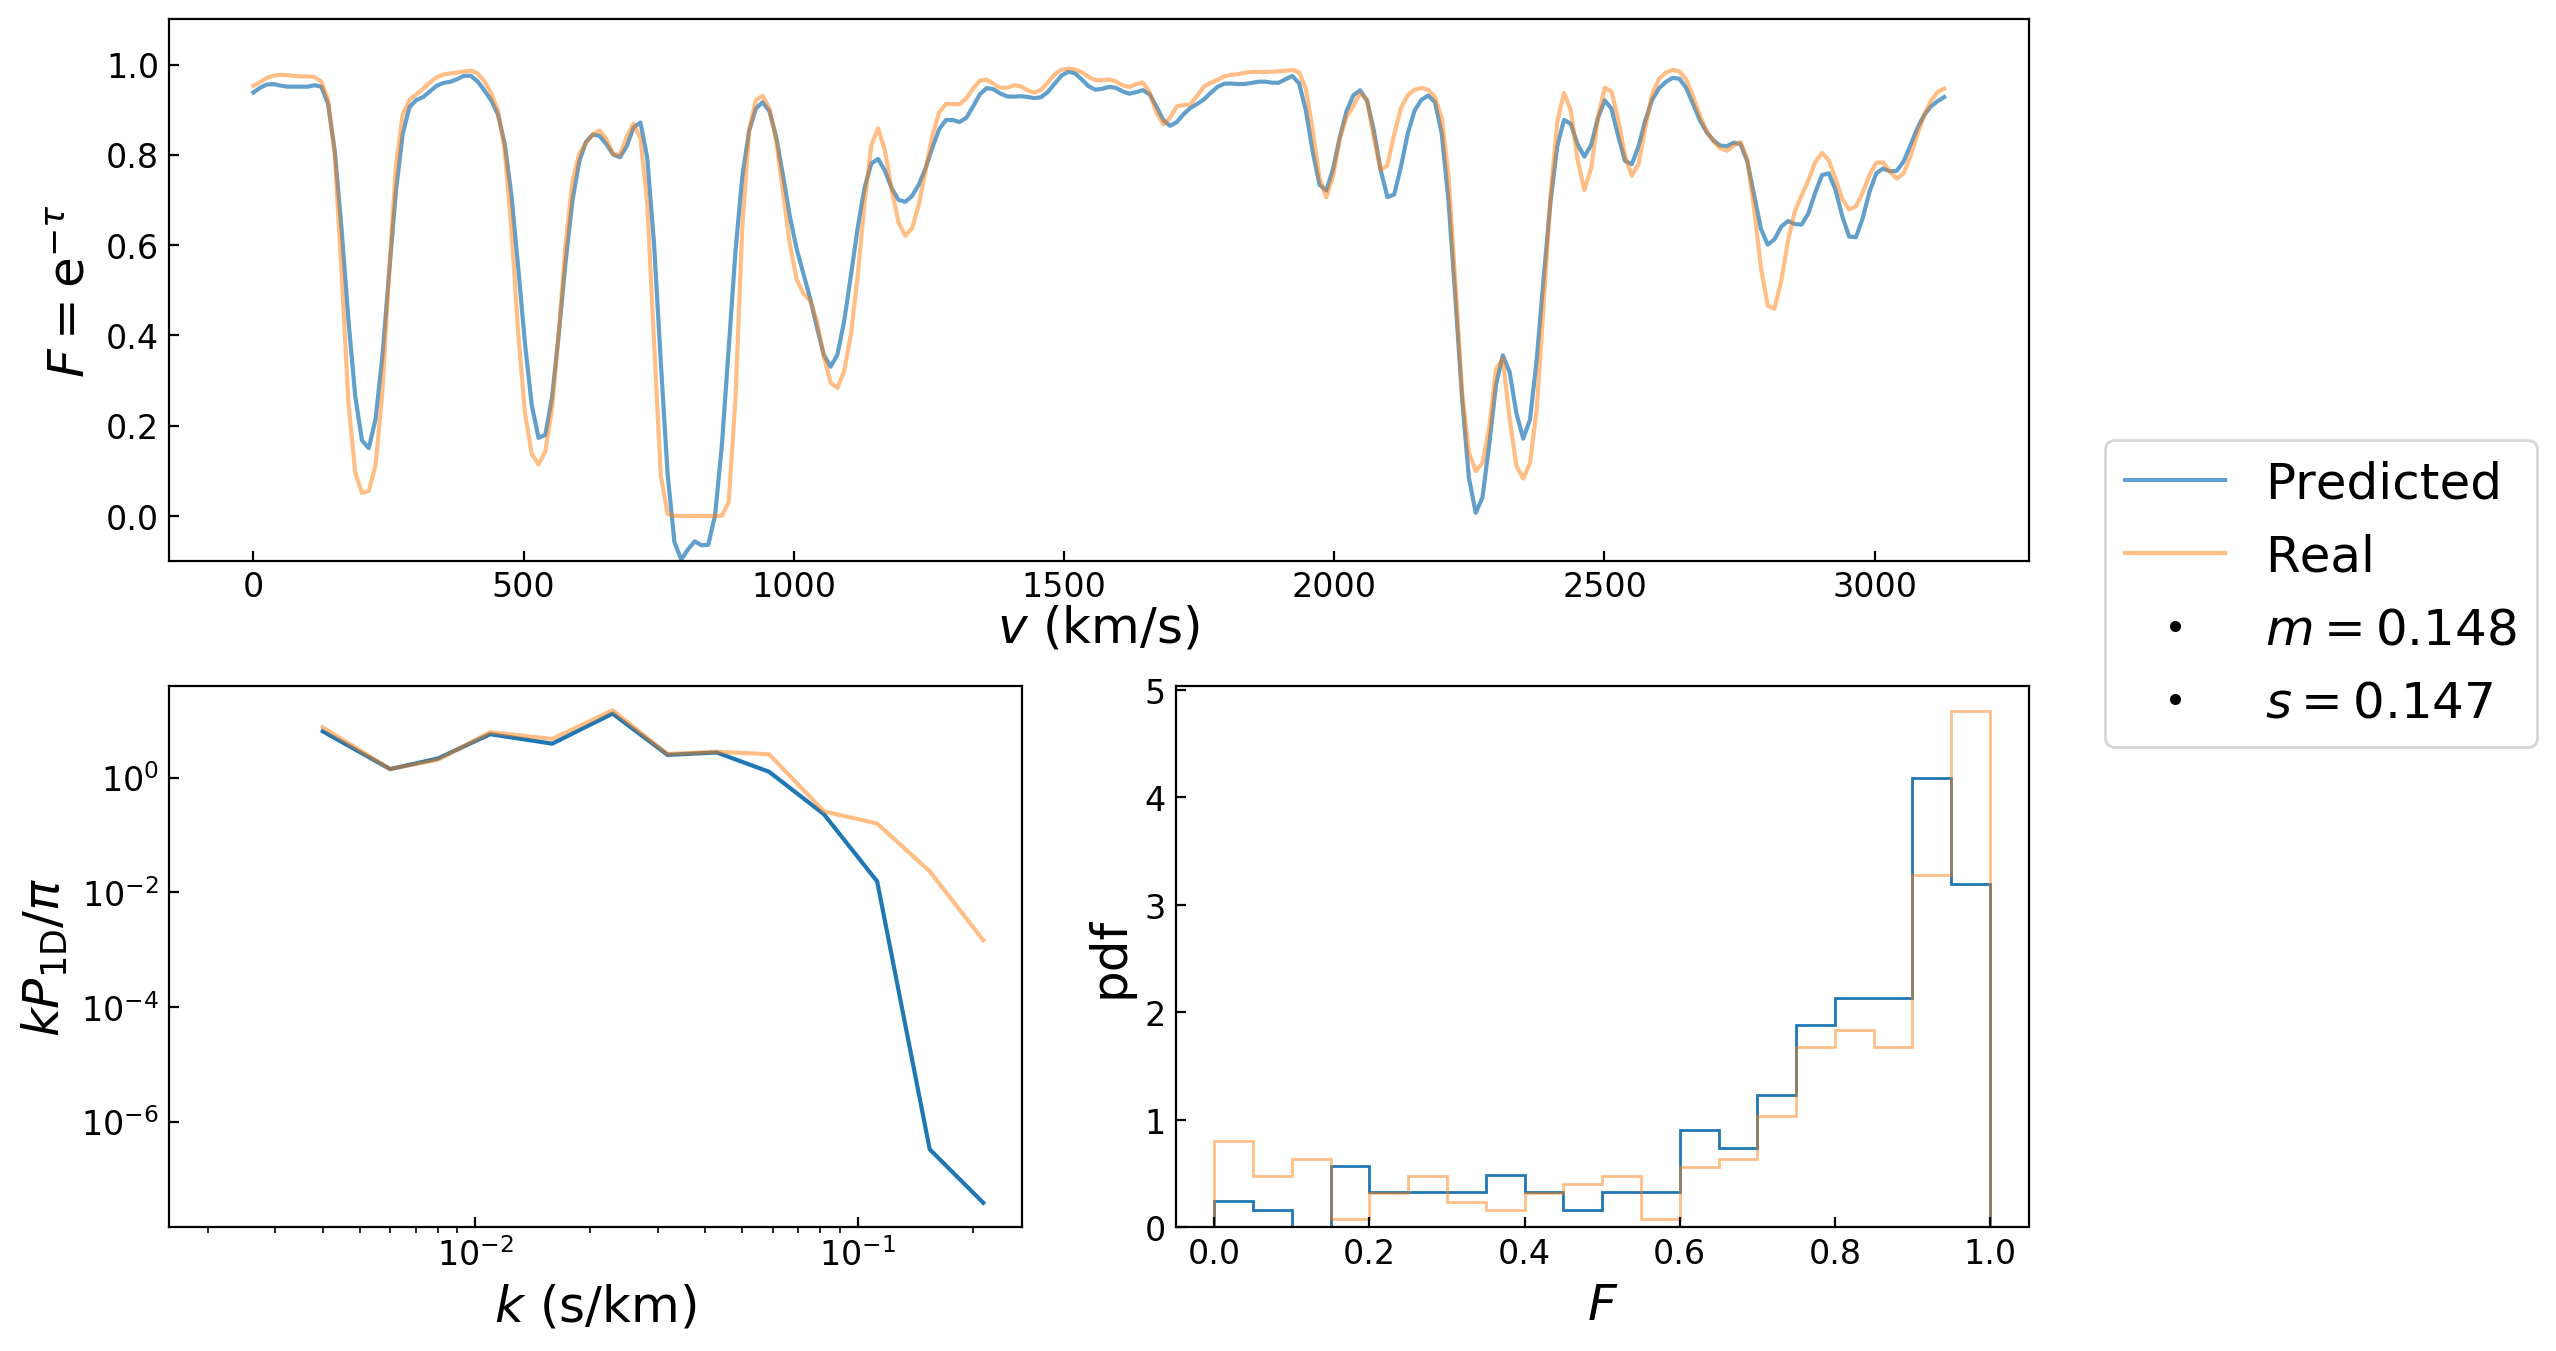 1.0
0.8
0.6
0.4
0.2
0.0
F = e^{−τ}
0 500 1000 1500 2000 2500 3000
v (km/s)
Predicted
Real
m = 0.148
s = 0.147
10^0
10^{−2}
10^{−4}
10^{−6}
kP_{1D}/π
10^{−2} 10^{−1}
k (s/km)
5
4
3
2
1
0
pdf
0.0 0.2 0.4 0.6 0.8 1.0
F